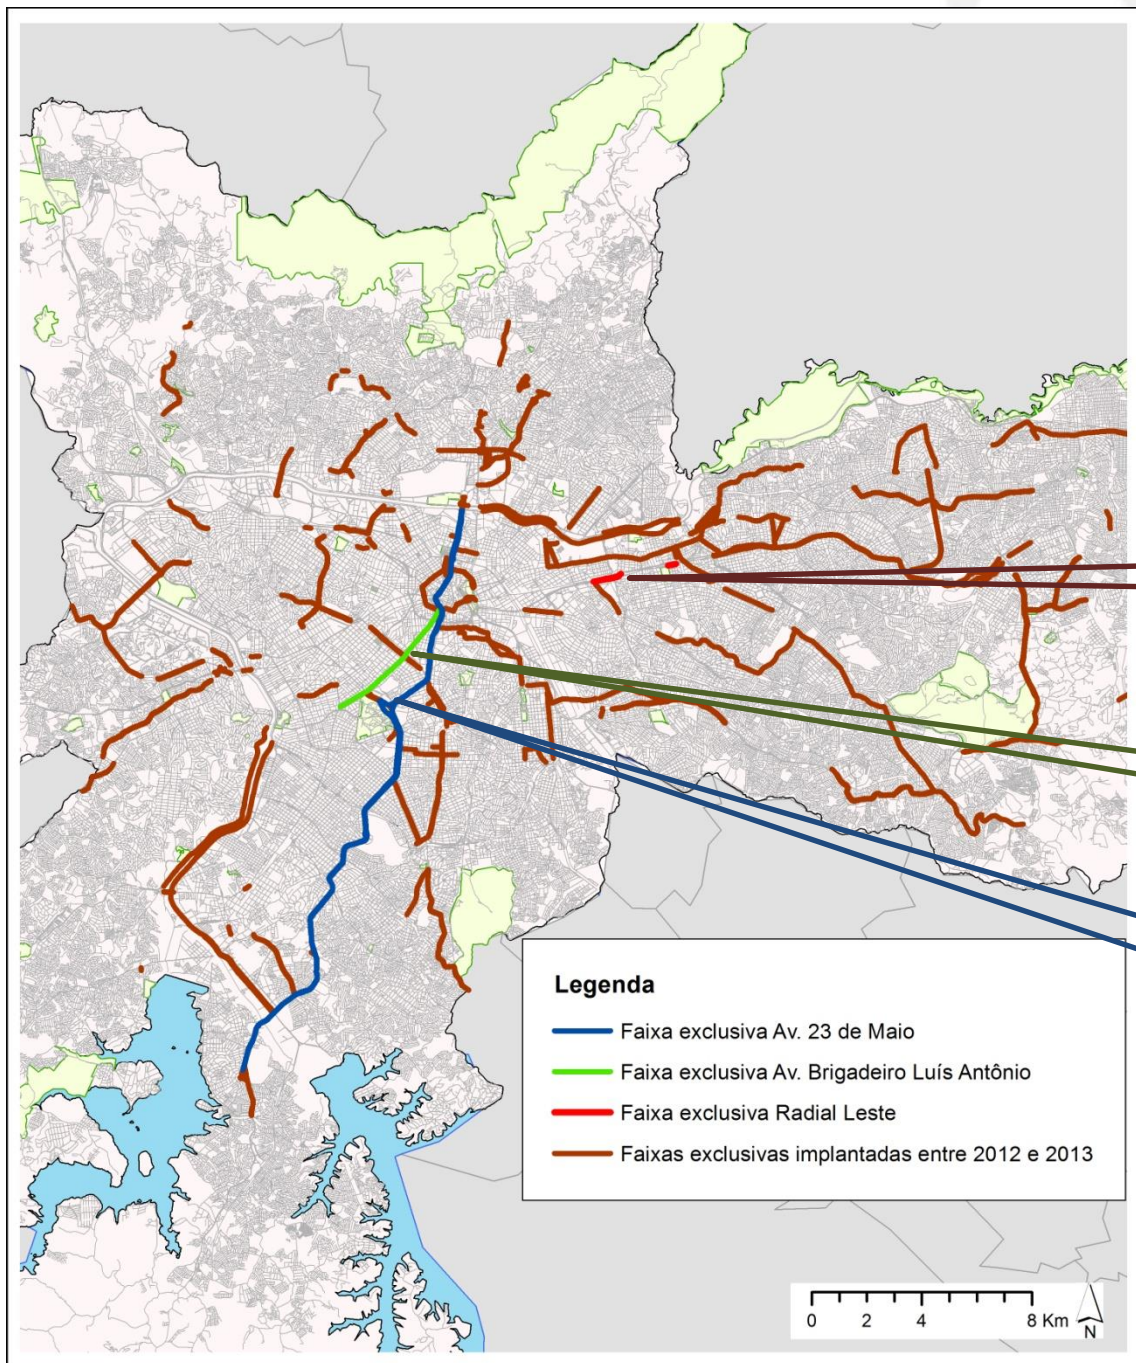 Legenda
Faixa exclusiva Av. 23 de Maio
Faixa exclusiva Av. Brigadeiro Luís Antônio
Faixa exclusiva Radial Leste
Faixas exclusivas implantadas entre 2012 e 2013
0 2 4 8 Km
N